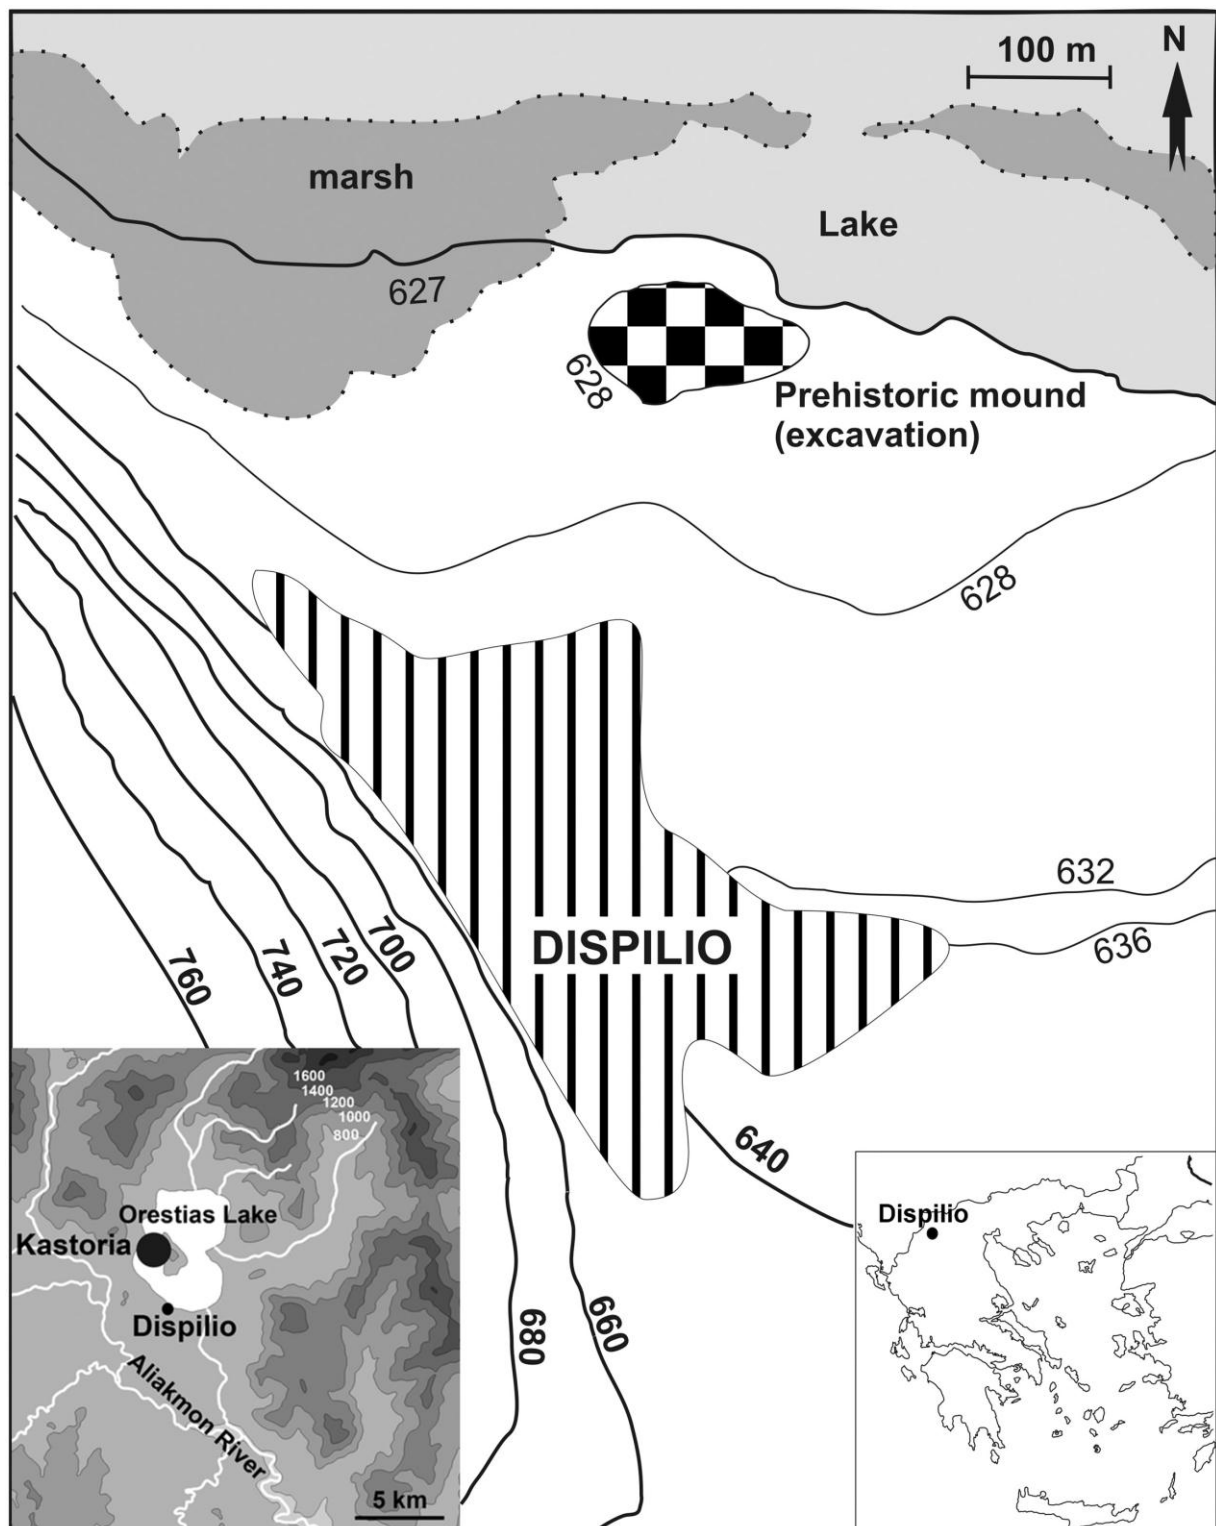 100 m
N
marsh
Lake
627
628
Prehistoric mound
(excavation)
628
632
636
DISPILIO
700
720
740
760
640
660
680
1600
1400
1200
1000
800
Orestias Lake
Kastoria
Dispilio
Aliakmon River
5 km
Dispilio